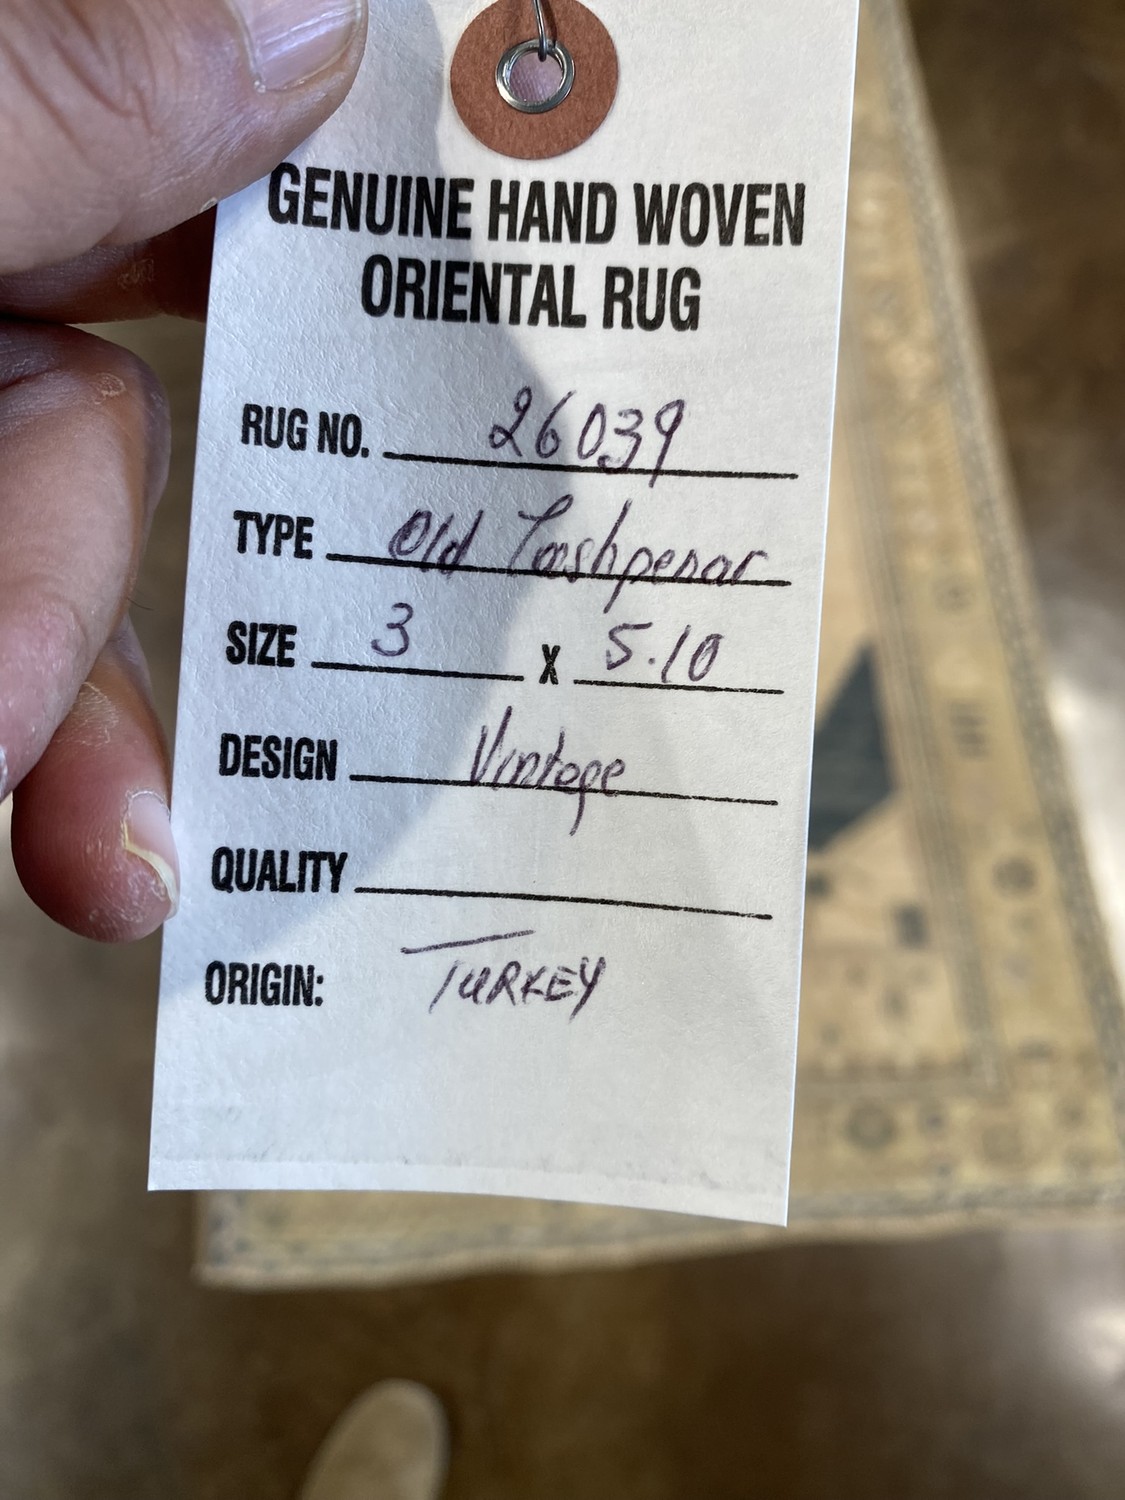 GENUINE HAND WOVEN
ORIENTAL RUG
RUG NO. 26039
TYPE Old Tashpenar
SIZE 3 X 5.10
DESIGN Vintage
QUALITY
ORIGIN: TURKEY